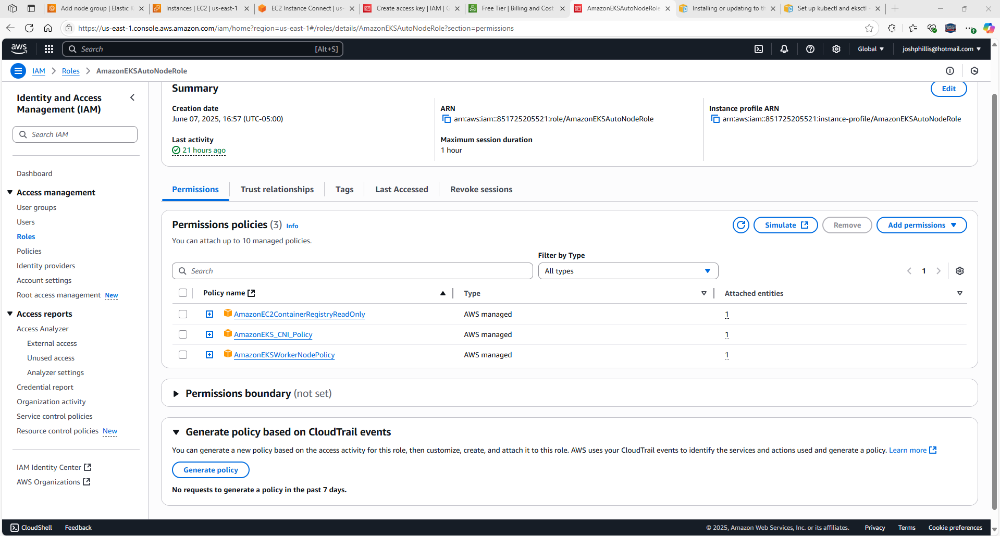 Add node group | Elastic K
Instances | EC2 | us-east-1
EC2 Instance Connect | us-
Create access key | IAM | G
Free Tier | Billing and Cost
AmazonEKSAutoNodeRole
Installing or updating to th
Set up kubectl and eksctl -
https://us-east-1.console.aws.amazon.com/iam/home?region=us-east-1#/roles/details/AmazonEKSAutoNodeRole?section=permissions
aws
Search [Alt+S]
Global
joshphillis@hotmail.com
IAM > Roles > AmazonEKSAutoNodeRole
Identity and Access
Management (IAM)
Search IAM
Dashboard
Access management
User groups
Users
Roles
Policies
Identity providers
Account settings
Root access management New
Access reports
Access Analyzer
External access
Unused access
Analyzer settings
Credential report
Organization activity
Service control policies
Resource control policies New
IAM Identity Center
AWS Organizations
Summary
Edit
Creation date
June 07, 2025, 16:57 (UTC-05:00)
ARN
arn:aws:iam::851725205521:role/AmazonEKSAutoNodeRole
Instance profile ARN
arn:aws:iam::851725205521:instance-profile/AmazonEKSAutoNodeRole
Last activity
21 hours ago
Maximum session duration
1 hour
Permissions
Trust relationships
Tags
Last Accessed
Revoke sessions
Permissions policies (3) Info
Simulate
Remove
Add permissions
You can attach up to 10 managed policies.
Filter by Type
Search
All types
1
Policy name
Type
Attached entities
AmazonEC2ContainerRegistryReadOnly AWS managed 1
AmazonEKS_CNI_Policy AWS managed 1
AmazonEKSWorkerNodePolicy AWS managed 1
Permissions boundary (not set)
Generate policy based on CloudTrail events
You can generate a new policy based on the access activity for this role, then customize, create, and attach it to this role. AWS uses your CloudTrail events to identify the services and actions used and generate a policy. Learn more
Generate policy
No requests to generate a policy in the past 7 days.
CloudShell
Feedback
© 2025, Amazon Web Services, Inc. or its affiliates.
Privacy
Terms
Cookie preferences